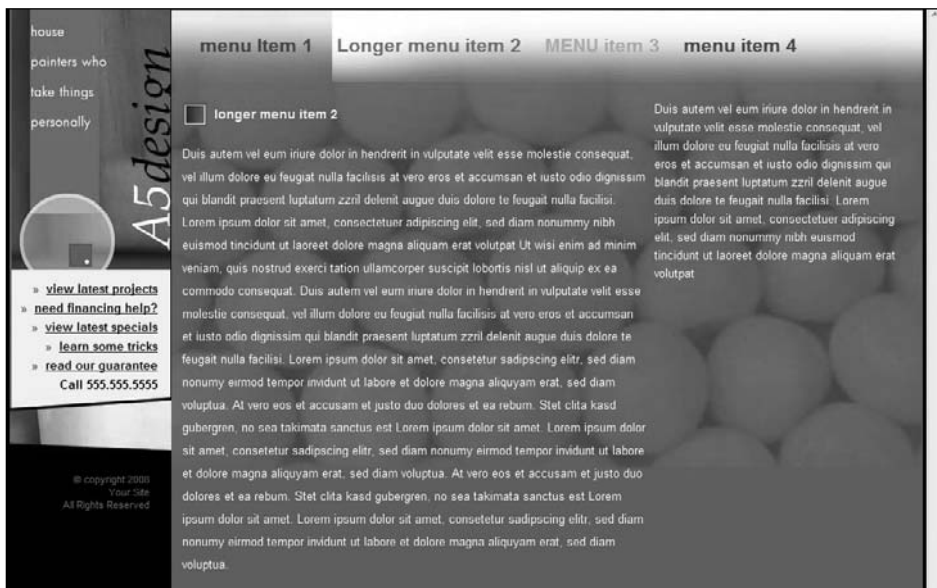 house
painters who
take things
personally
A5design
menu Item 1 Longer menu item 2 MENU item 3 menu item 4
longer menu item 2
Duis autem vel eum iriure dolor in hendrerit in vulputate velit esse molestie consequat,
vel illum dolore eu feugiat nulla facilisis at vero eros et accumsan et iusto odio dignissim
qui blandit praesent luptatum zzril delenit augue duis dolore te feugait nulla facilisi.
Lorem ipsum dolor sit amet, consectetuer adipiscing elit, sed diam nonummy nibh
euismod tincidunt ut laoreet dolore magna aliquam erat volutpat Ut wisi enim ad minim
veniam, quis nostrud exerci tation ullamcorper suscipit lobortis nisl ut aliquip ex ea
commodo consequat. Duis autem vel eum iriure dolor in hendrerit in vulputate velit esse
molestie consequat, vel illum dolore eu feugiat nulla facilisis at vero eros et accumsan
et iusto odio dignissim qui blandit praesent luptatum zzril delenit augue duis dolore te
feugait nulla facilisi. Lorem ipsum dolor sit amet, consetetur sadipscing elitr, sed diam
nonumy eirmod tempor invidunt ut labore et dolore magna aliquyam erat, sed diam
voluptua. At vero eos et accusam et justo duo dolores et ea rebum. Stet clita kasd
gubergren, no sea takimata sanctus est Lorem ipsum dolor sit amet. Lorem ipsum dolor
sit amet, consetetur sadipscing elitr, sed diam nonumy eirmod tempor invidunt ut labore
et dolore magna aliquyam erat, sed diam voluptua. At vero eos et accusam et justo duo
dolores et ea rebum. Stet clita kasd gubergren, no sea takimata sanctus est Lorem
ipsum dolor sit amet. Lorem ipsum dolor sit amet, consetetur sadipscing elitr, sed diam
nonumy eirmod tempor invidunt ut labore et dolore magna aliquyam erat, sed diam
voluptua.
Duis autem vel eum iriure dolor in hendrerit in
vulputate velit esse molestie consequat, vel
illum dolore eu feugiat nulla facilisis at vero
eros et accumsan et iusto odio dignissim qui
blandit praesent luptatum zzril delenit augue
duis dolore te feugait nulla facilisi. Lorem
ipsum dolor sit amet, consectetuer adipiscing
elit, sed diam nonummy nibh euismod
tincidunt ut laoreet dolore magna aliquam erat
volutpat
» view latest projects
» need financing help?
» view latest specials
» learn some tricks
» read our guarantee
Call 555.555.5555
© copyright 2008
Your Site
All Rights Reserved